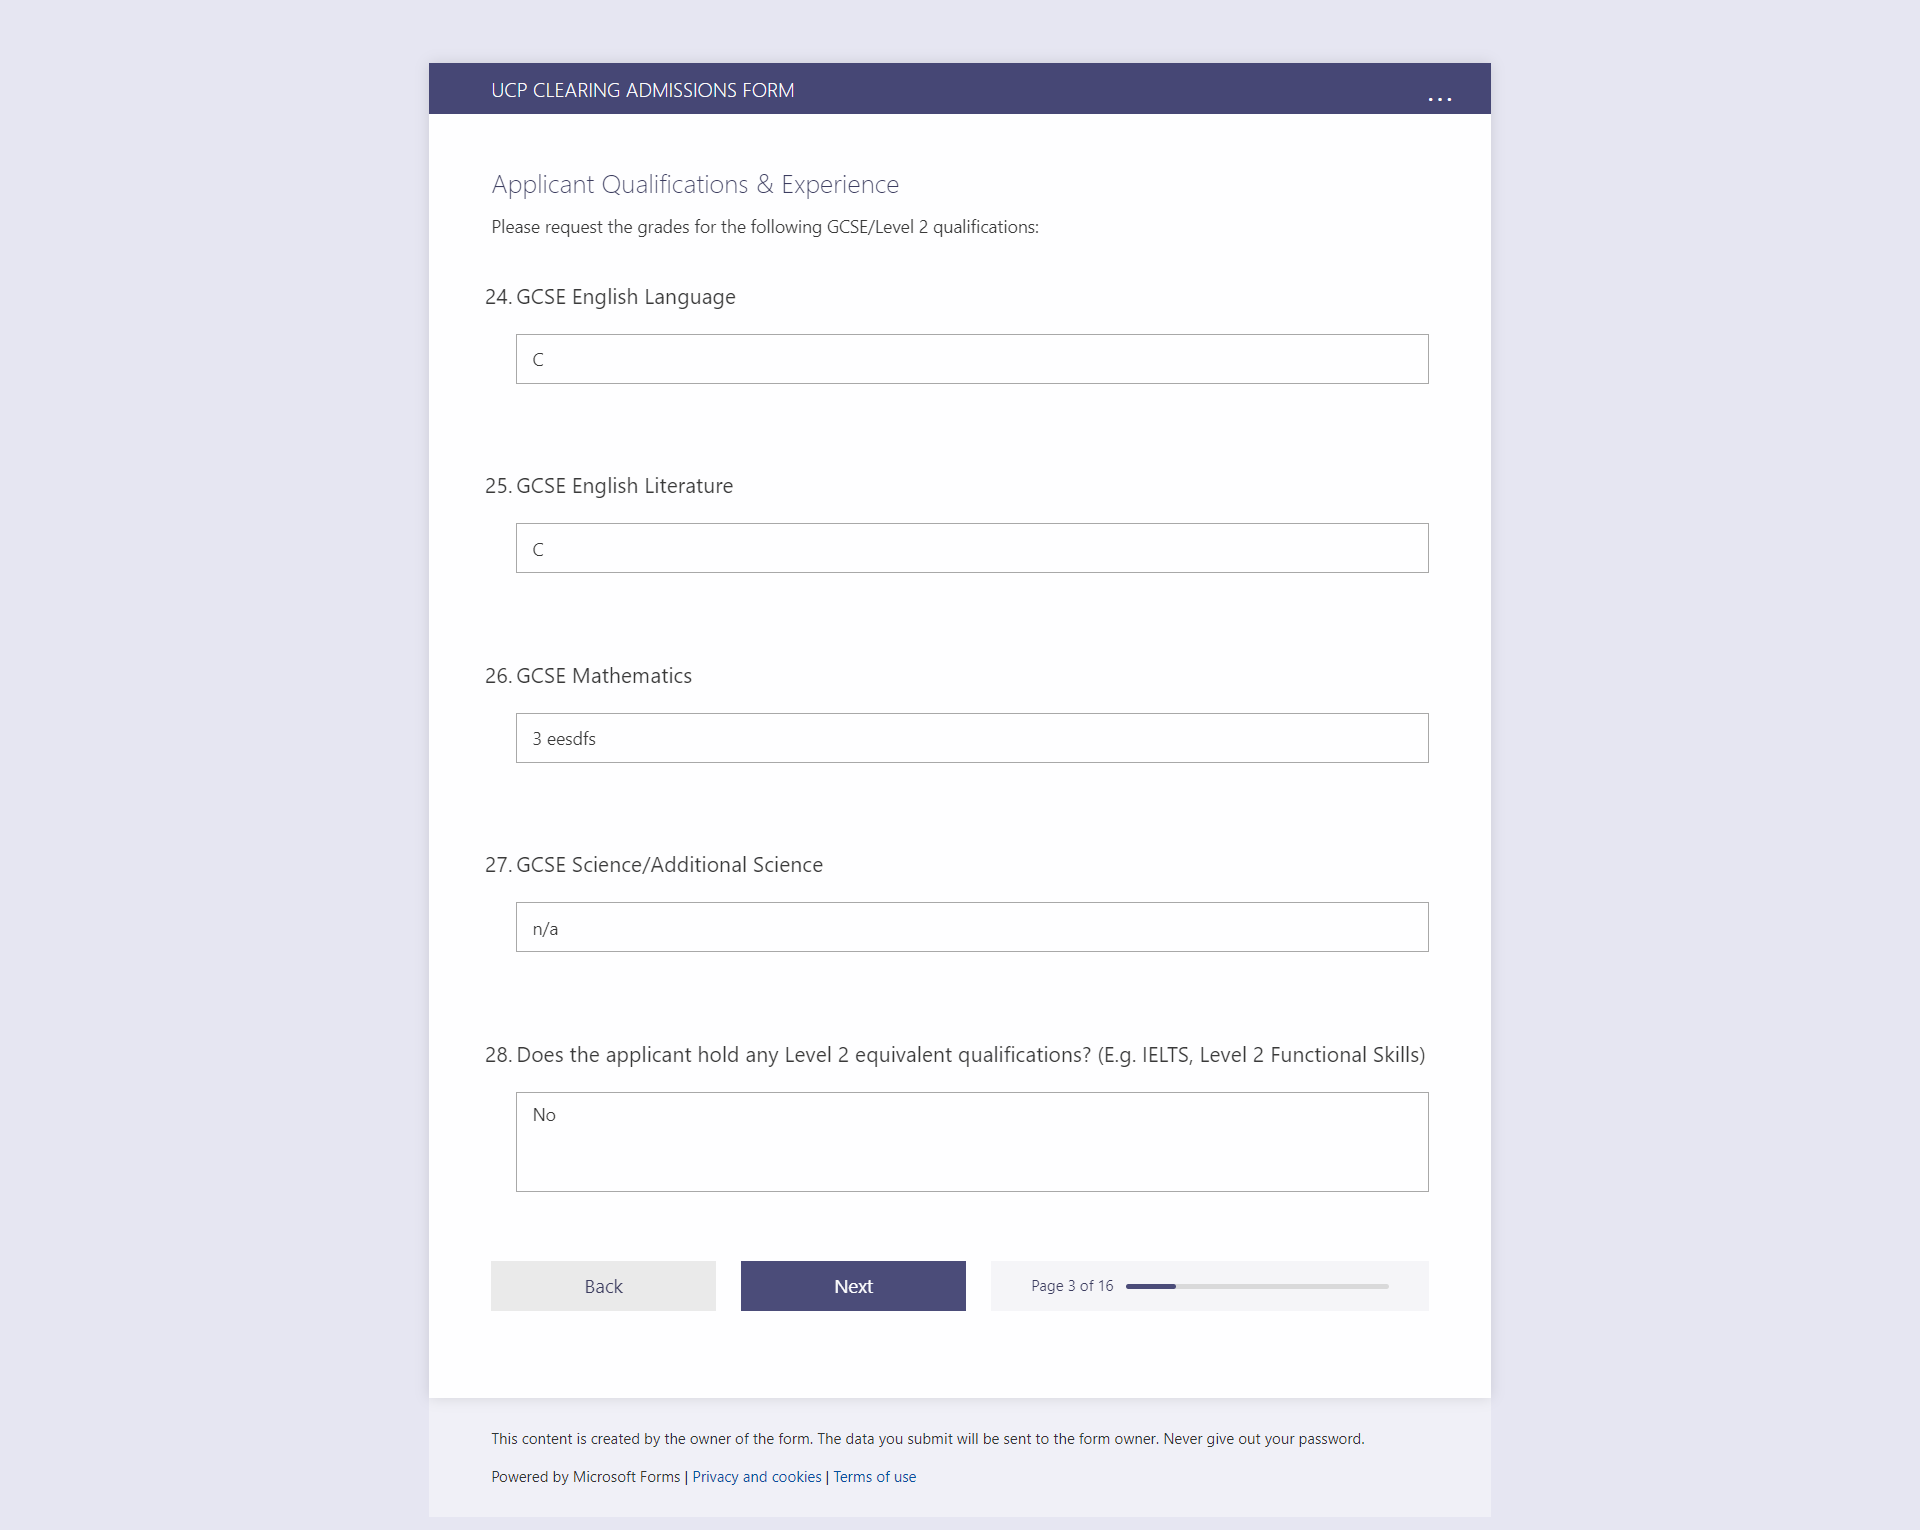 UCP CLEARING ADMISSIONS FORM
...
Applicant Qualifications & Experience
Please request the grades for the following GCSE/Level 2 qualifications:
24. GCSE English Language
C
25. GCSE English Literature
C
26. GCSE Mathematics
3 eesdfs
27. GCSE Science/Additional Science
n/a
28. Does the applicant hold any Level 2 equivalent qualifications? (E.g. IELTS, Level 2 Functional Skills)
No
Back Next Page 3 of 16
This content is created by the owner of the form. The data you submit will be sent to the form owner. Never give out your password.
Powered by Microsoft Forms | Privacy and cookies | Terms of use